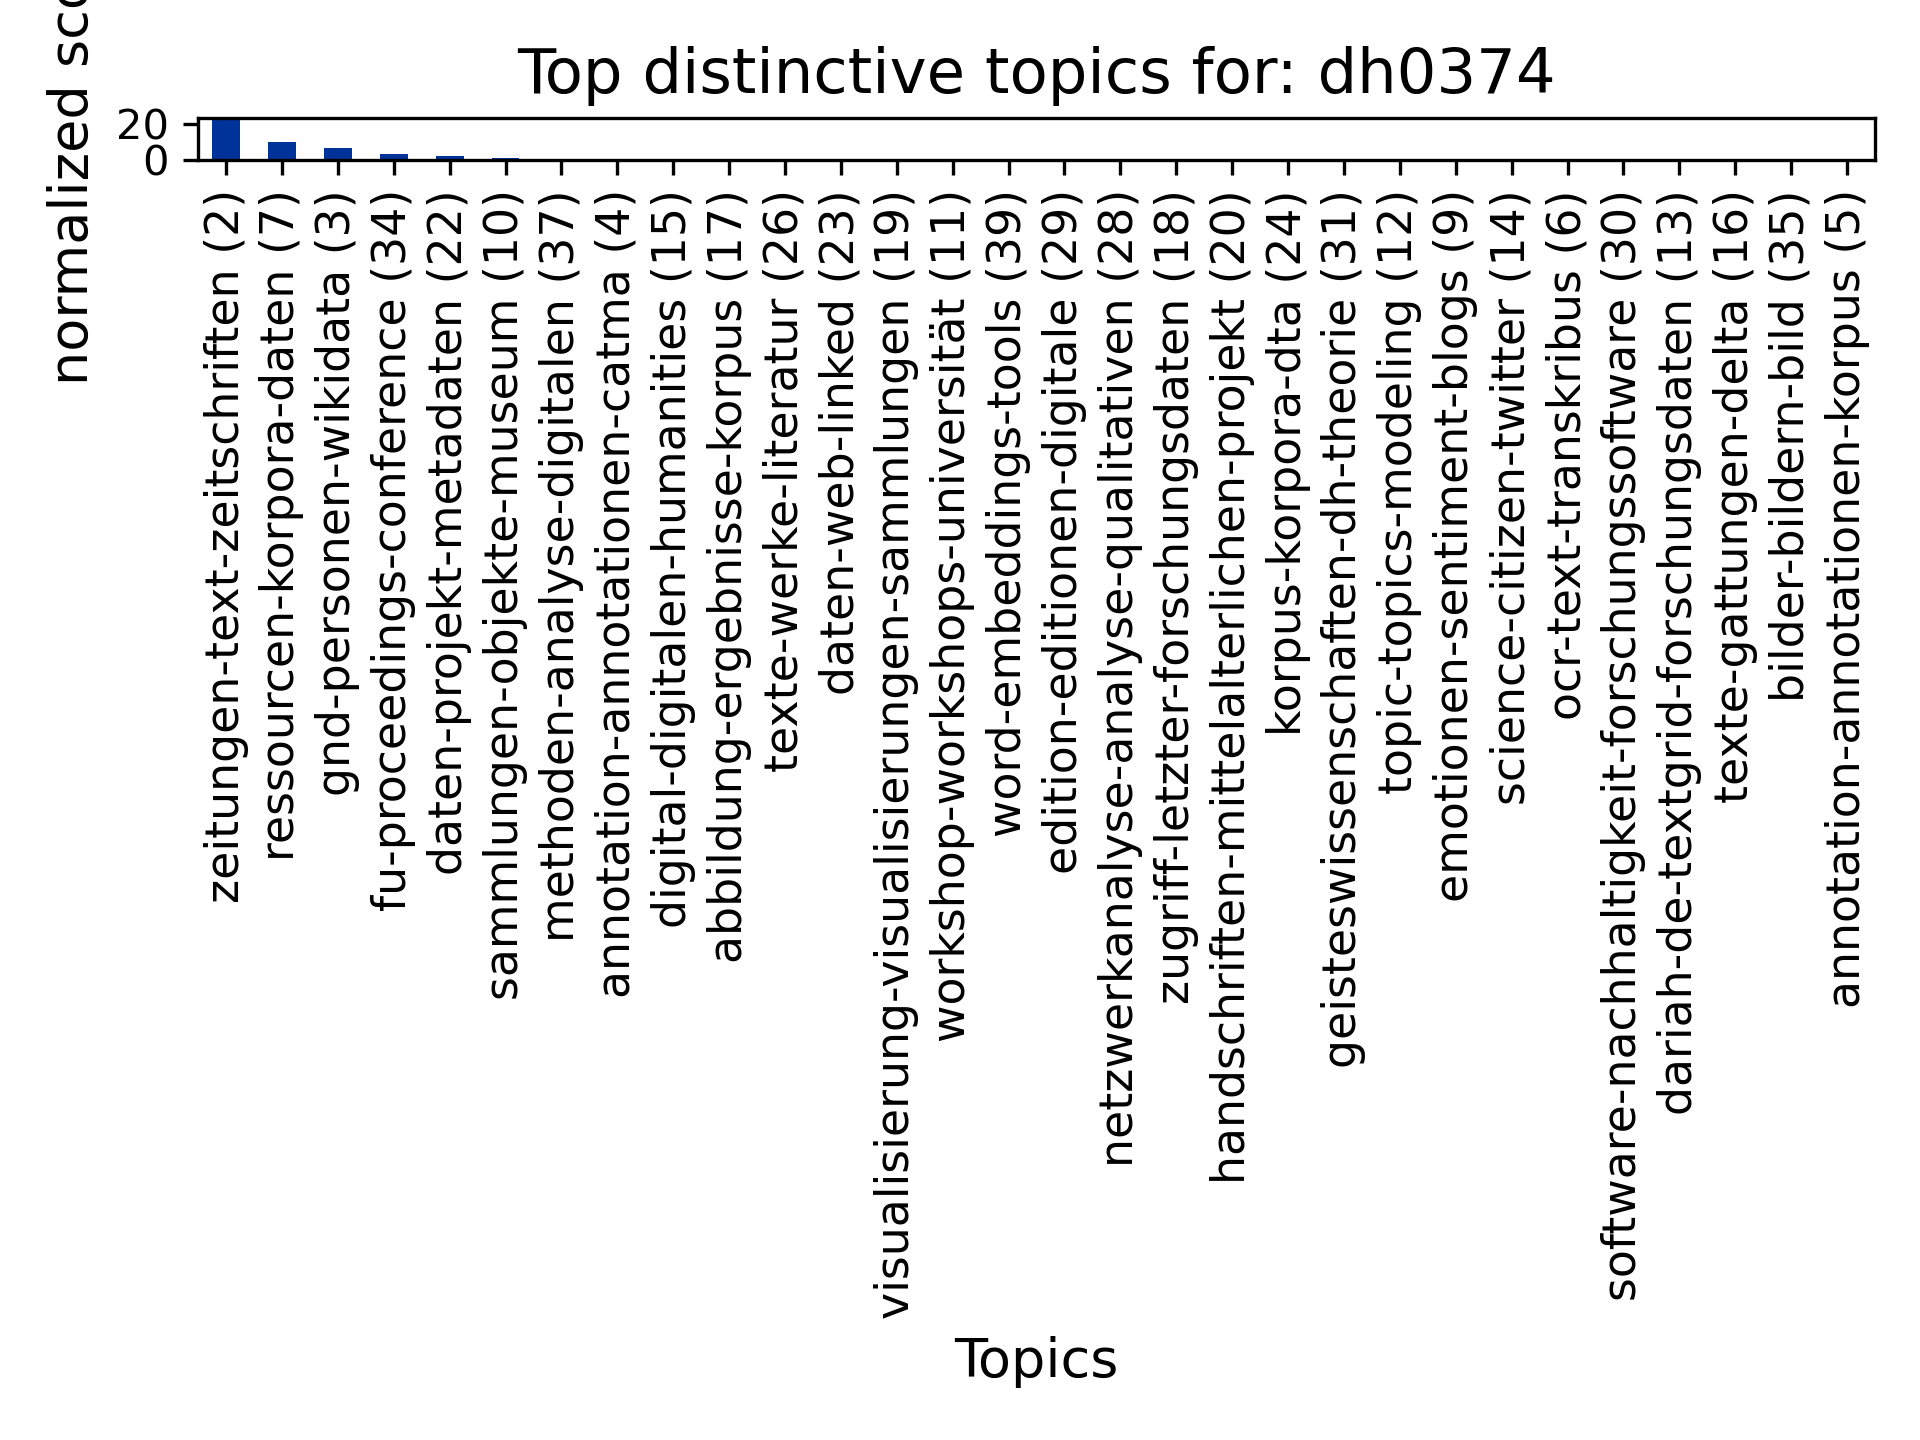 Top distinctive topics for: dh0374
normalized
20
0
zeitungen-text-zeitschriften (2)
ressourcen-korpora-daten (7)
gnd-personen-wikidata (3)
fu-proceedings-conference (34)
daten-projekt-metadaten (22)
sammlungen-objekte-museum (10)
methoden-analyse-digitalen (37)
annotation-annotationen-catma (4)
digital-digitalen-humanities (15)
abbildung-ergebnisse-korpus (17)
texte-werke-literatur (26)
daten-web-linked (23)
visualisierung-visualisierungen-sammlungen (19)
workshop-workshops-universität (11)
word-embeddings-tools (39)
edition-editionen-digitale (29)
netzwerkanalyse-analyse-qualitativen (28)
zugriff-letzter-forschungsdaten (18)
handschriften-mittelalterlichen-projekt (20)
korpus-korpora-dta (24)
geisteswissenschaften-dh-theorie (31)
topic-topics-modeling (12)
emotionen-sentiment-blogs (9)
science-citizen-twitter (14)
ocr-text-transkribus (6)
software-nachhaltigkeit-forschungssoftware (30)
dariah-de-textgrid-forschungsdaten (13)
texte-gattungen-delta (16)
bilder-bildern-bild (35)
annotation-annotationen-korpus (5)
Topics